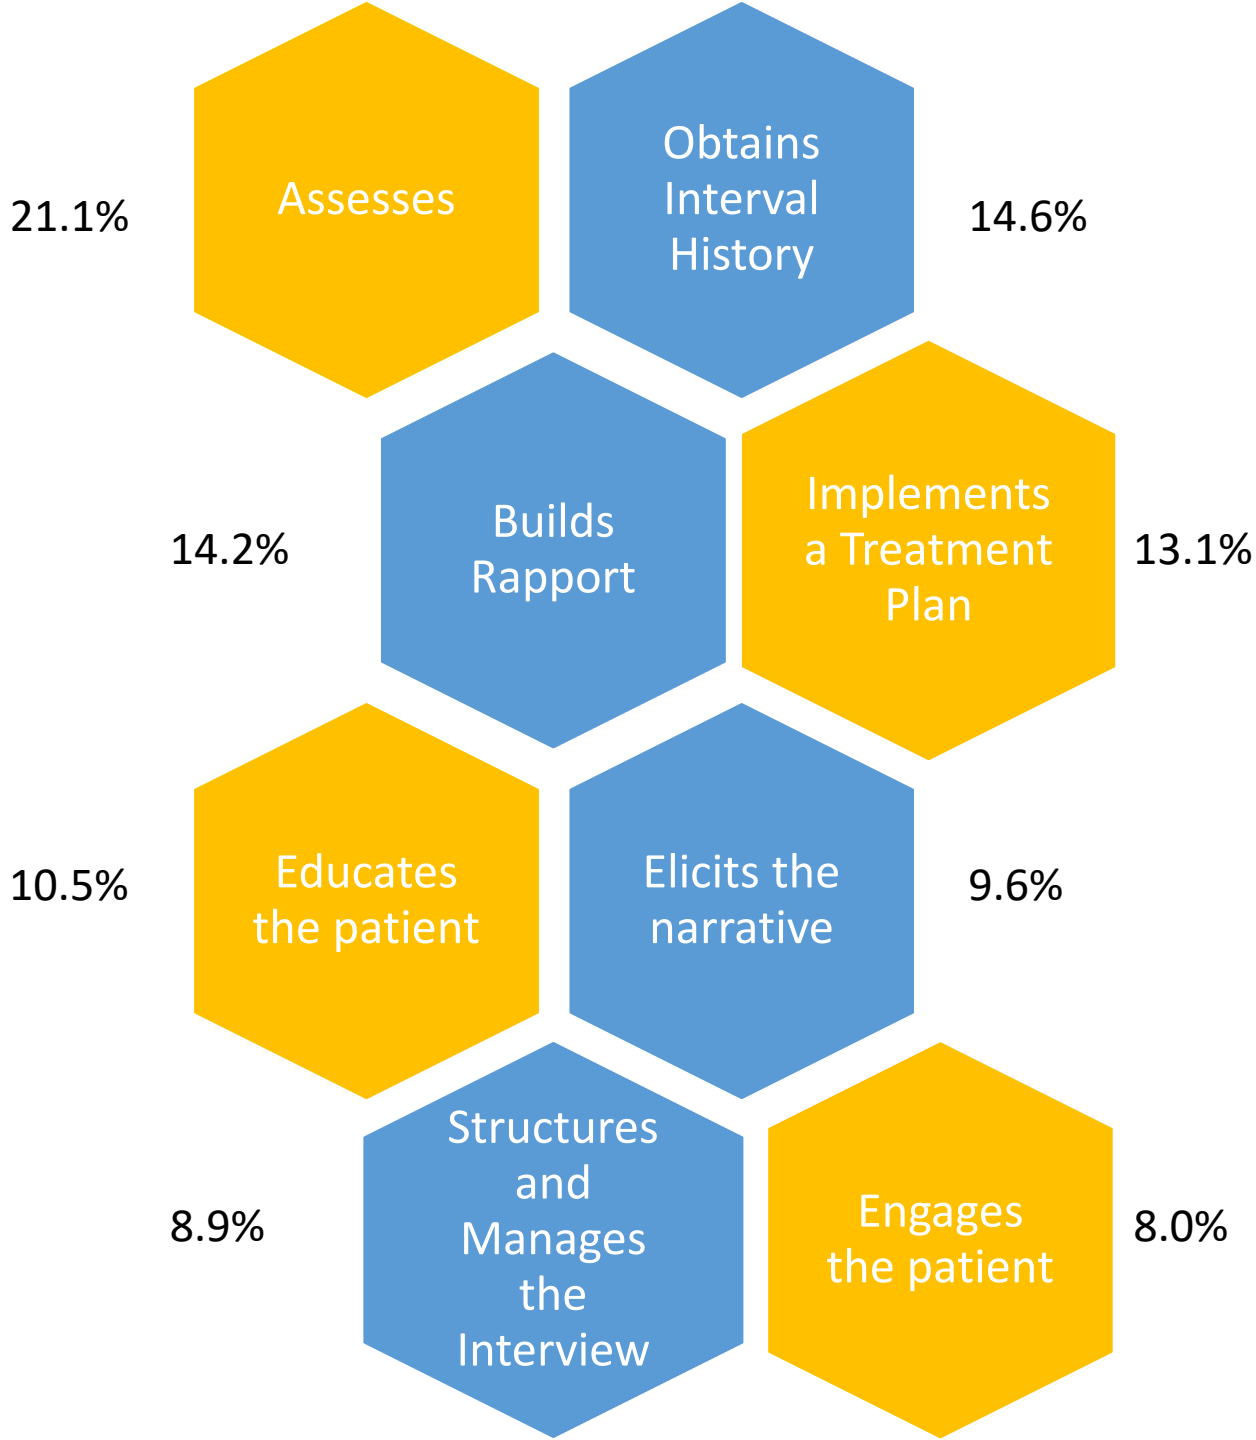 21.1%
Assesses
Obtains
Interval
History
14.6%
14.2%
Builds
Rapport
Implements
a Treatment
Plan
13.1%
10.5%
Educates
the patient
Elicits the
narrative
9.6%
8.9%
Structures
and
Manages
the
Interview
Engages
the patient
8.0%